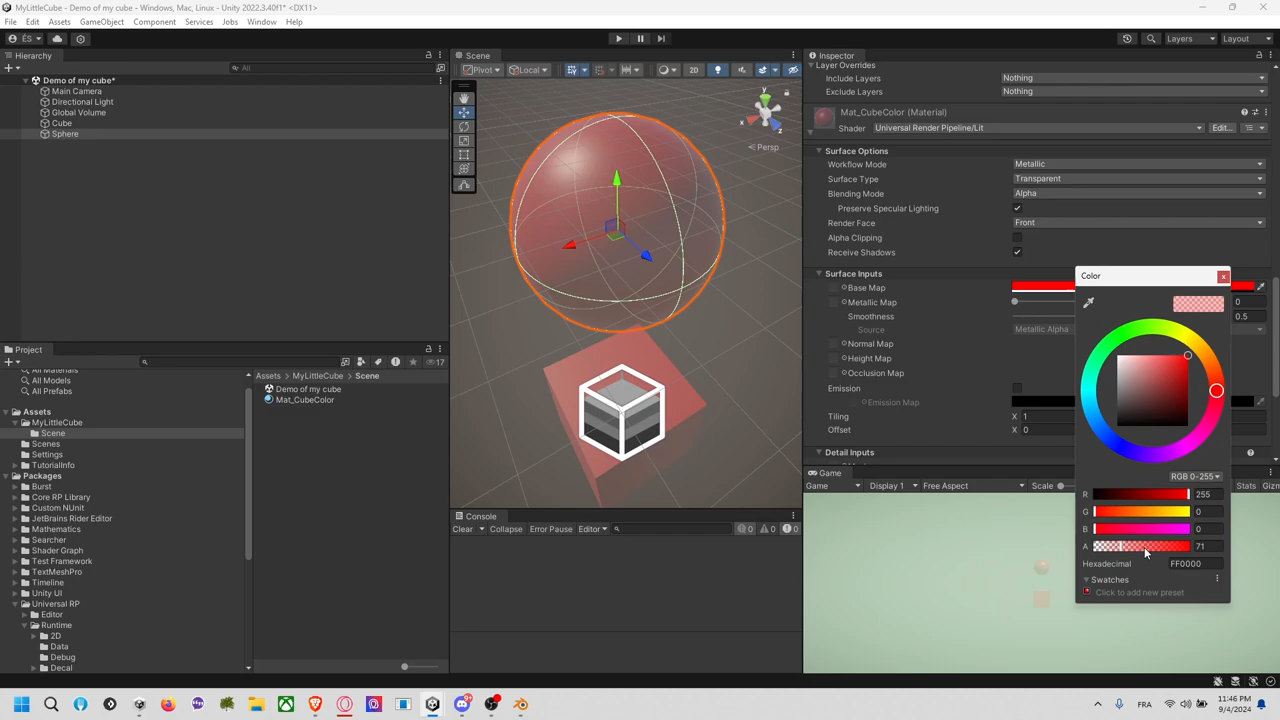 MyLittleCube - Demo of my cube - Windows, Mac, Linux - Unity 2022.3.40f1* <DX11>
File Edit Assets GameObject Component Services Jobs Window Help
ÉS
Layers Layout
Hierarchy
All
Demo of my cube*
Main Camera
Directional Light
Global Volume
Cube
Sphere
Scene
Pivot Local 2D
y
x
z
Persp
Inspector
Layer Overrides
Include Layers Nothing
Exclude Layers Nothing
Mat_CubeColor (Material)
Shader Universal Render Pipeline/Lit Edit...
Surface Options
Workflow Mode Metallic
Surface Type Transparent
Blending Mode Alpha
Preserve Specular Lighting
Render Face Front
Alpha Clipping
Receive Shadows
Surface Inputs
Base Map
Metallic Map 0
Smoothness 0.5
Source Metallic Alpha
Normal Map
Height Map
Occlusion Map
Emission
Emission Map
Tiling X 1
Offset X 0
Detail Inputs
Color
RGB 0-255
R 255
G 0
B 0
A 71
Hexadecimal FF0000
Swatches
Click to add new preset
Game
Game Display 1 Free Aspect Scale Stats Gizm
Project
17
All Models
All Prefabs
Assets
MyLittleCube
Scene
Scenes
Settings
TutorialInfo
Packages
Burst
Core RP Library
Custom NUnit
JetBrains Rider Editor
Mathematics
Searcher
Shader Graph
Test Framework
TextMeshPro
Timeline
Unity UI
Universal RP
Editor
Runtime
2D
Data
Debug
Decal
Assets MyLittleCube Scene
Demo of my cube
Mat_CubeColor
Console
Clear Collapse Error Pause Editor 0 0 0
FRA
11:46 PM
9/4/2024